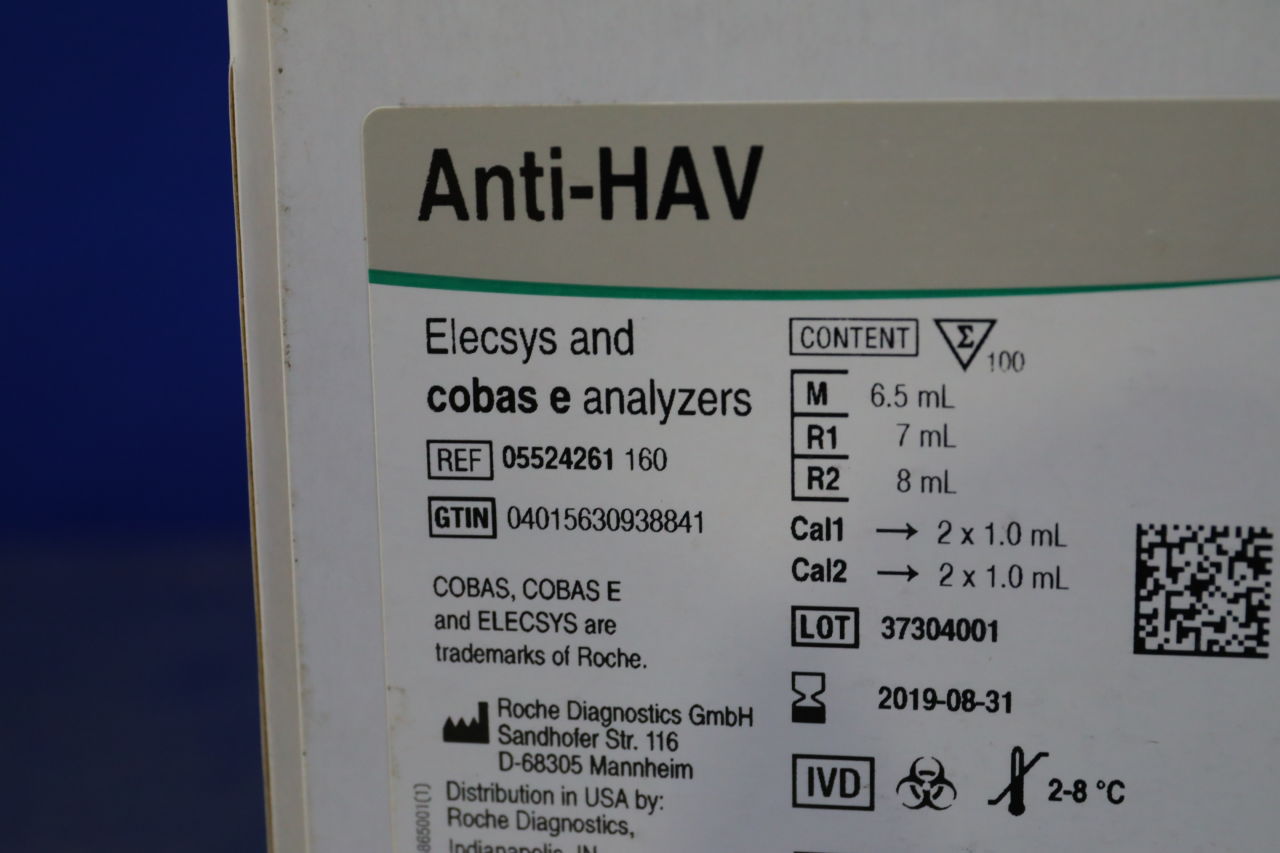 Anti-HAV
Elecsys and
cobas e analyzers
REF 05524261 160
GTIN 04015630938841
COBAS, COBAS E
and ELECSYS are
trademarks of Roche.
Roche Diagnostics GmbH
Sandhofer Str. 116
D-68305 Mannheim
Distribution in USA by:
Roche Diagnostics,
Indianapolis, IN
CONTENT Σ 100
M 6.5 mL
R1 7 mL
R2 8 mL
Cal1 → 2 x 1.0 mL
Cal2 → 2 x 1.0 mL
LOT 37304001
2019-08-31
IVD 2-8 °C